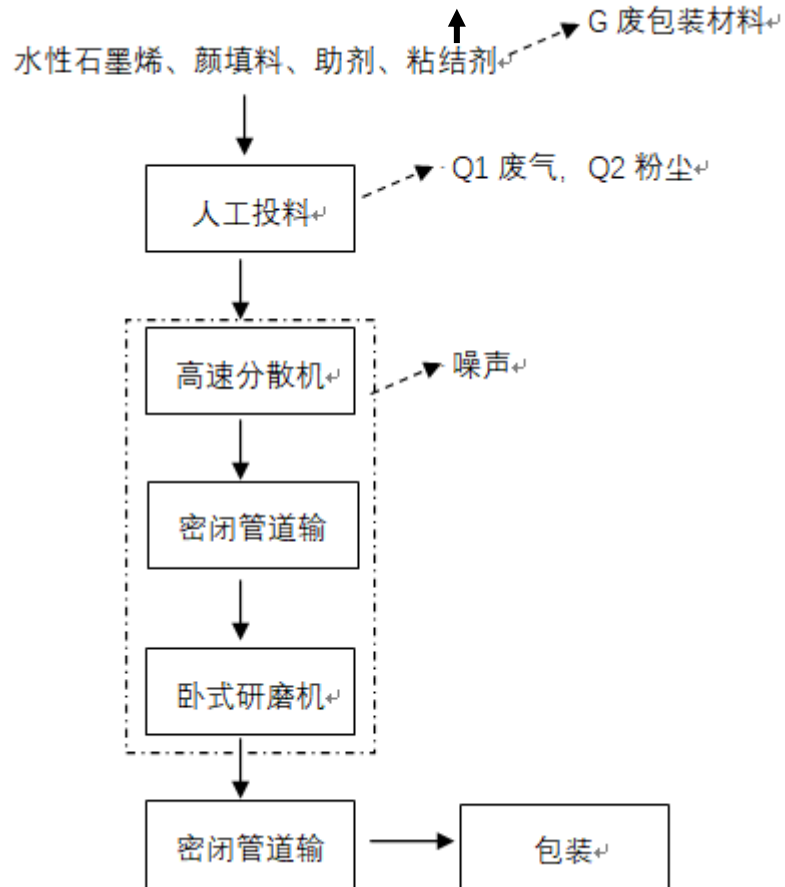 G 废包装材料
水性石墨烯、颜填料、助剂、粘结剂
Q1 废气，Q2 粉尘
人工投料
高速分散机
噪声
密闭管道输
卧式研磨机
密闭管道输
包装